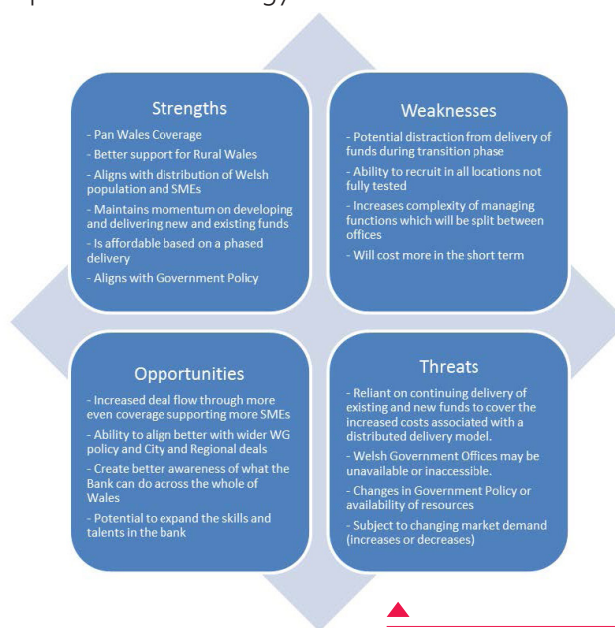 Strengths
- Pan Wales Coverage
- Better support for Rural Wales
- Aligns with distribution of Welsh
population and SMEs
- Maintains momentum on developing
and delivering new and existing funds
- Is affordable based on a phased
delivery
- Aligns with Government Policy
Weaknesses
- Potential distraction from delivery of
funds during transition phase
- Ability to recruit in all locations not
fully tested
- Increases complexity of managing
functions which will be split between
offices
- Will cost more in the short term
Opportunities
- Increased deal flow through more
even coverage supporting more SMEs
- Ability to align better with wider WG
policy and City and Regional deals
- Create better awareness of what the
Bank can do across the whole of
Wales
- Potential to expand the skills and
talents in the bank
Threats
- Reliant on continuing delivery of
existing and new funds to cover the
increased costs associated with a
distributed delivery model.
- Welsh Government Offices may be
unavailable or inaccessible.
- Changes in Government Policy or
availability of resources
- Subject to changing market demand
(increases or decreases)